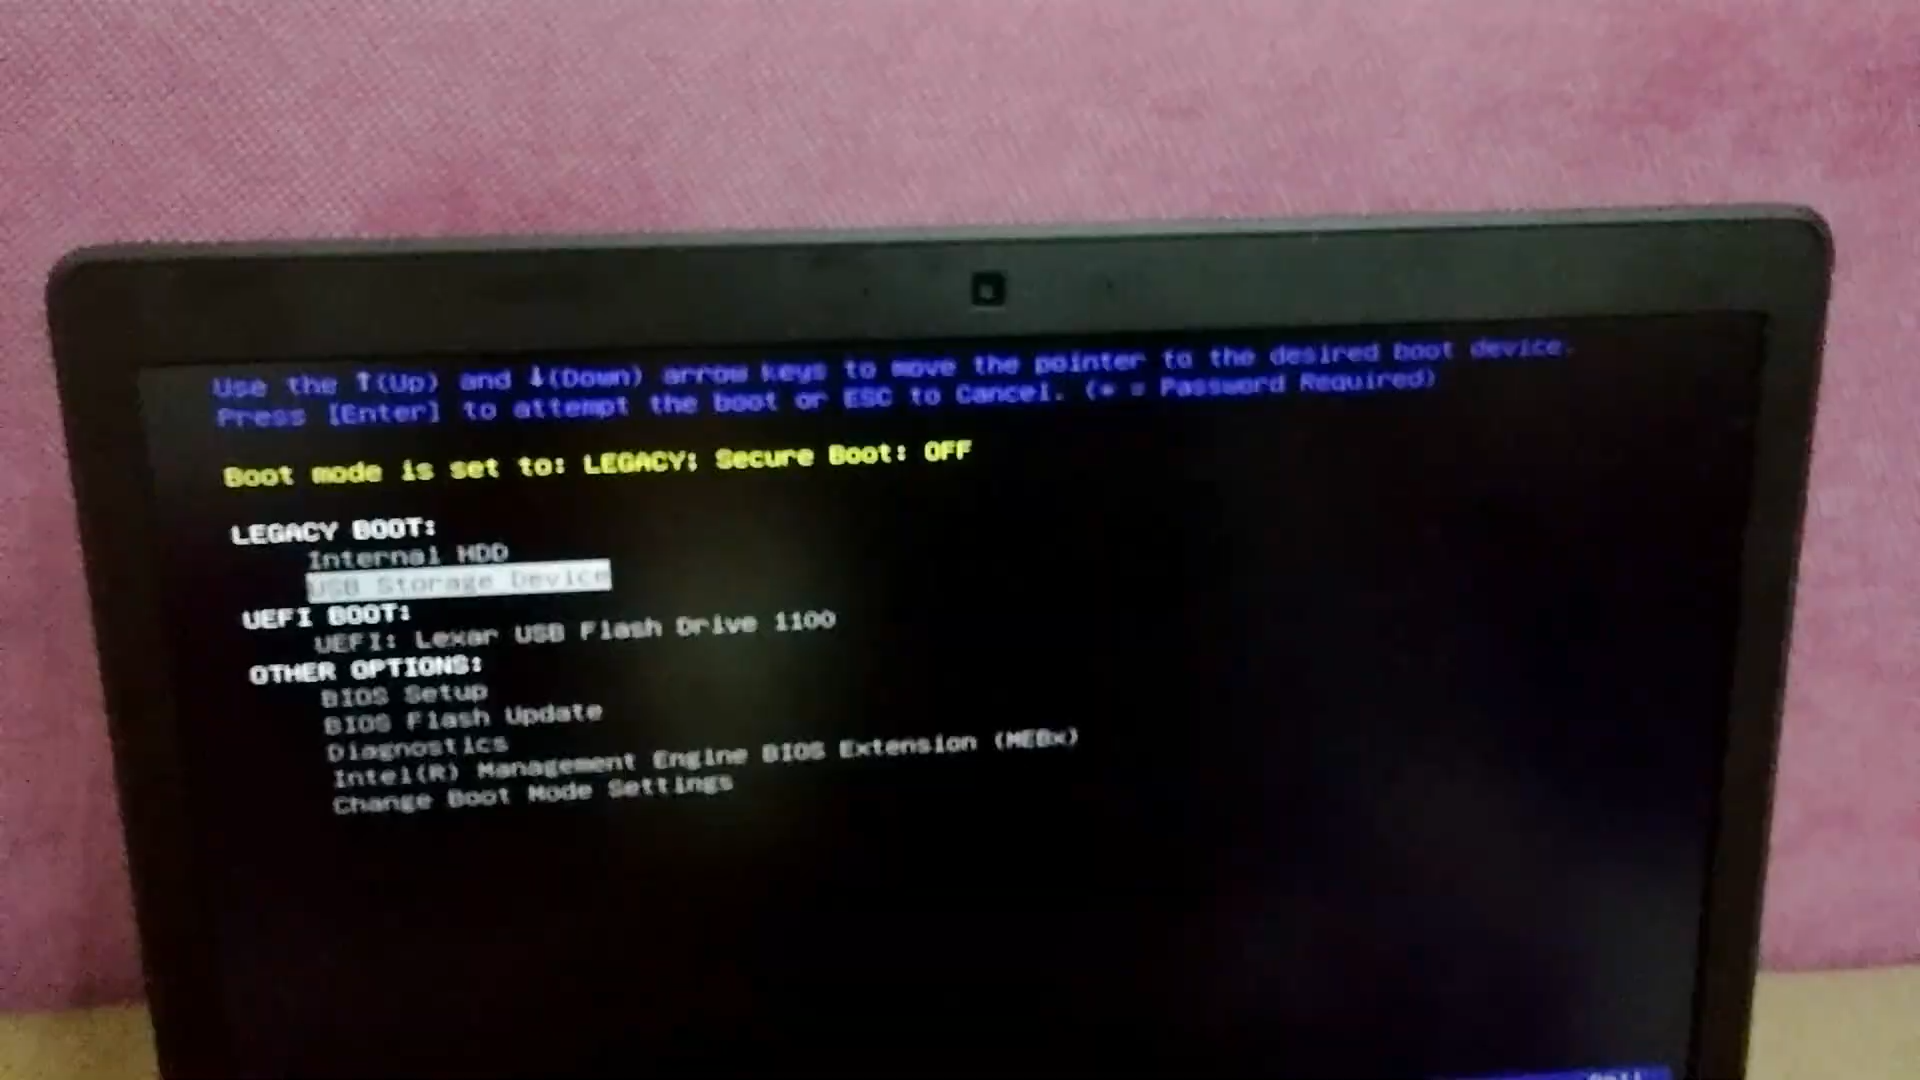 Use the ↑(Up) and ↓(Down) arrow keys to move the pointer to the desired boot device.
Press [Enter] to attempt the boot or ESC to Cancel. (* = Password Required)
Boot mode is set to: LEGACY; Secure Boot: OFF
LEGACY BOOT:
Internal HDD
USB Storage Device
UEFI BOOT:
UEFI: Lexar USB Flash Drive 1100
OTHER OPTIONS:
BIOS Setup
BIOS Flash Update
Diagnostics
Intel(R) Management Engine BIOS Extension (MEBx)
Change Boot Mode Settings